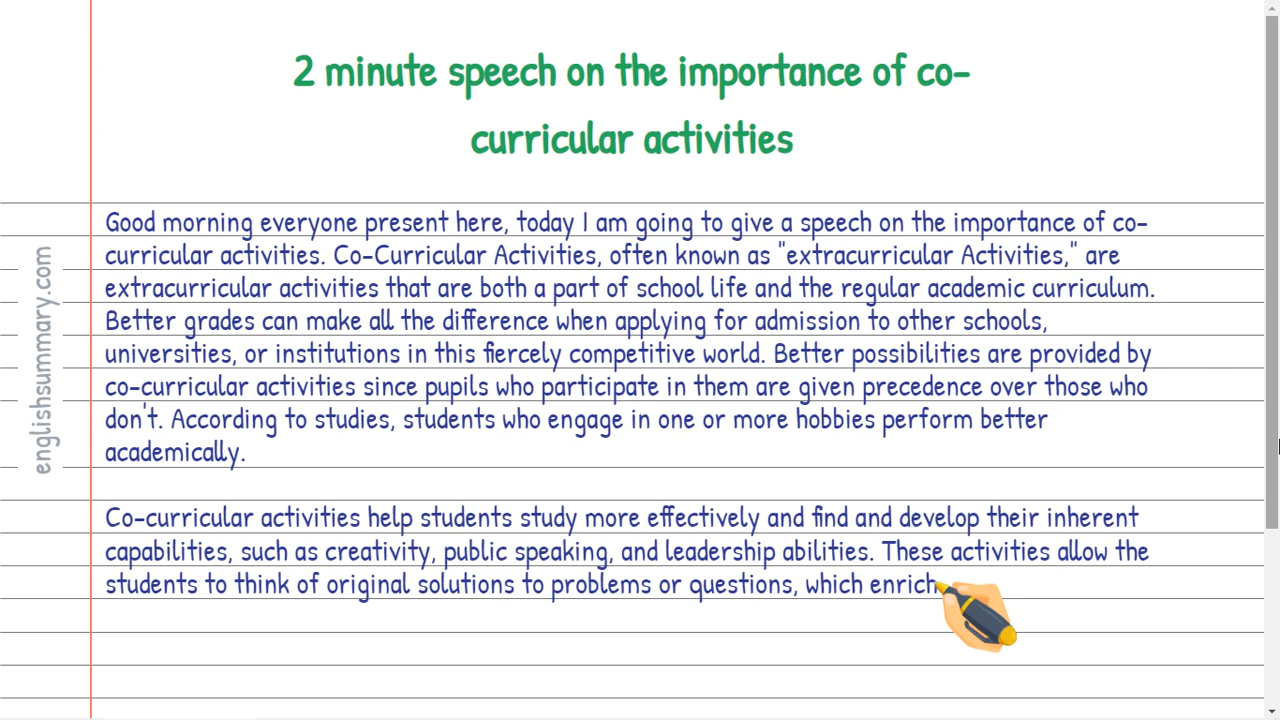 2 minute speech on the importance of co-
curricular activities
Good morning everyone present here, today I am going to give a speech on the importance of co-
curricular activities. Co-Curricular Activities, often known as "extracurricular Activities," are
extracurricular activities that are both a part of school life and the regular academic curriculum.
Better grades can make all the difference when applying for admission to other schools,
universities, or institutions in this fiercely competitive world. Better possibilities are provided by
co-curricular activities since pupils who participate in them are given precedence over those who
don't. According to studies, students who engage in one or more hobbies perform better
academically.
Co-curricular activities help students study more effectively and find and develop their inherent
capabilities, such as creativity, public speaking, and leadership abilities. These activities allow the
students to think of original solutions to problems or questions, which enrich
englishsummary.com